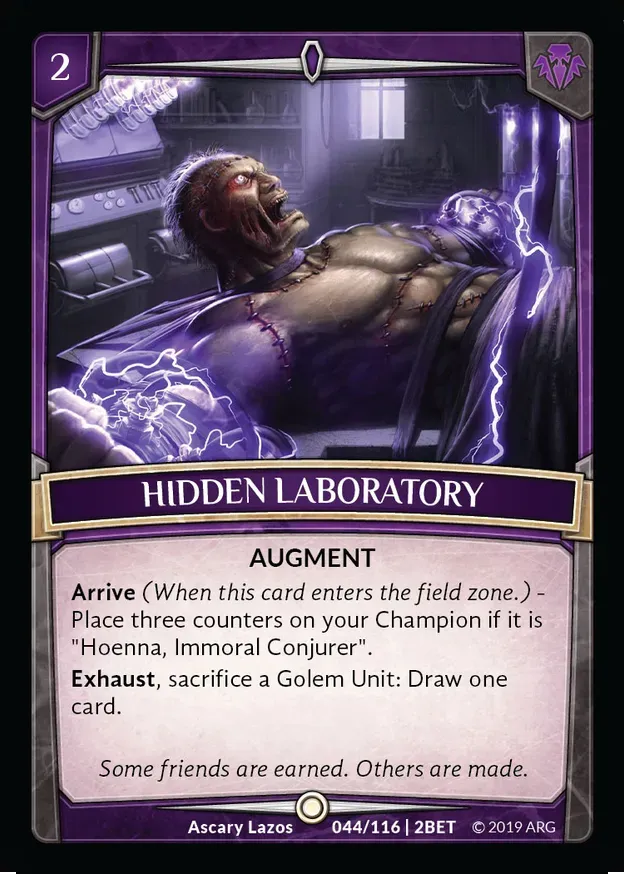 2
HIDDEN LABORATORY
AUGMENT
Arrive (When this card enters the field zone.) -
Place three counters on your Champion if it is
"Hoenna, Immoral Conjurer".
Exhaust, sacrifice a Golem Unit: Draw one
card.
Some friends are earned. Others are made.
Ascary Lazos 044/116 | 2BET © 2019 ARG